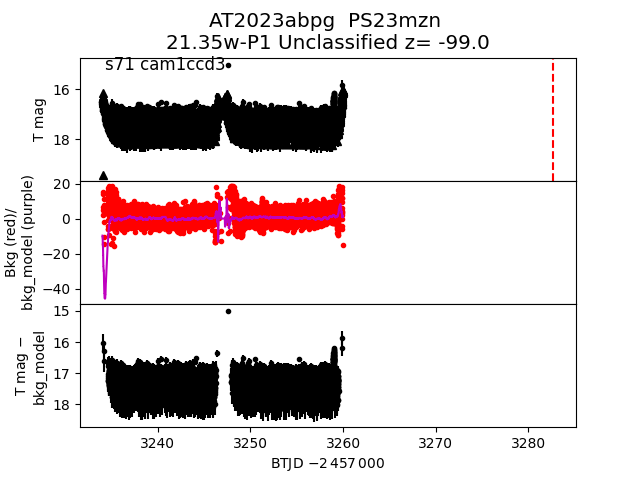 AT2023abpg  PS23mzn
21.35w-P1 Unclassified z= -99.0
s71 cam1ccd3
16
18
T mag
20
0
−20
−40
Bkg (red)/
bkg_model (purple)
15
16
17
18
T mag −
bkg_model
3240
3250
3260
3270
3280
BTJD −2 457 000